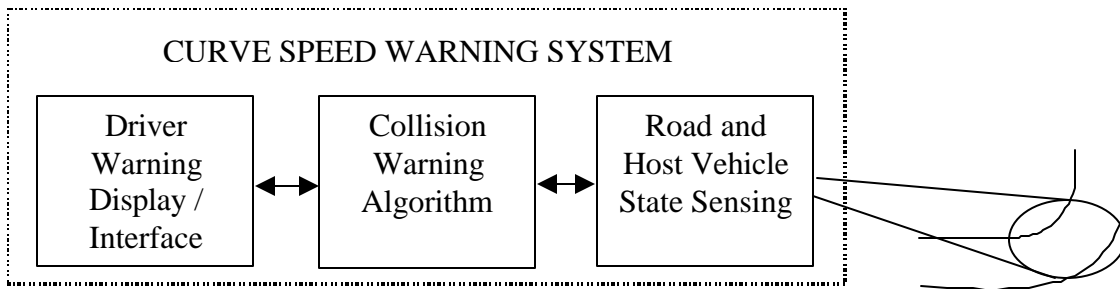 CURVE SPEED WARNING SYSTEM
Driver
Warning
Display /
Interface
Collision
Warning
Algorithm
Road and
Host Vehicle
State Sensing